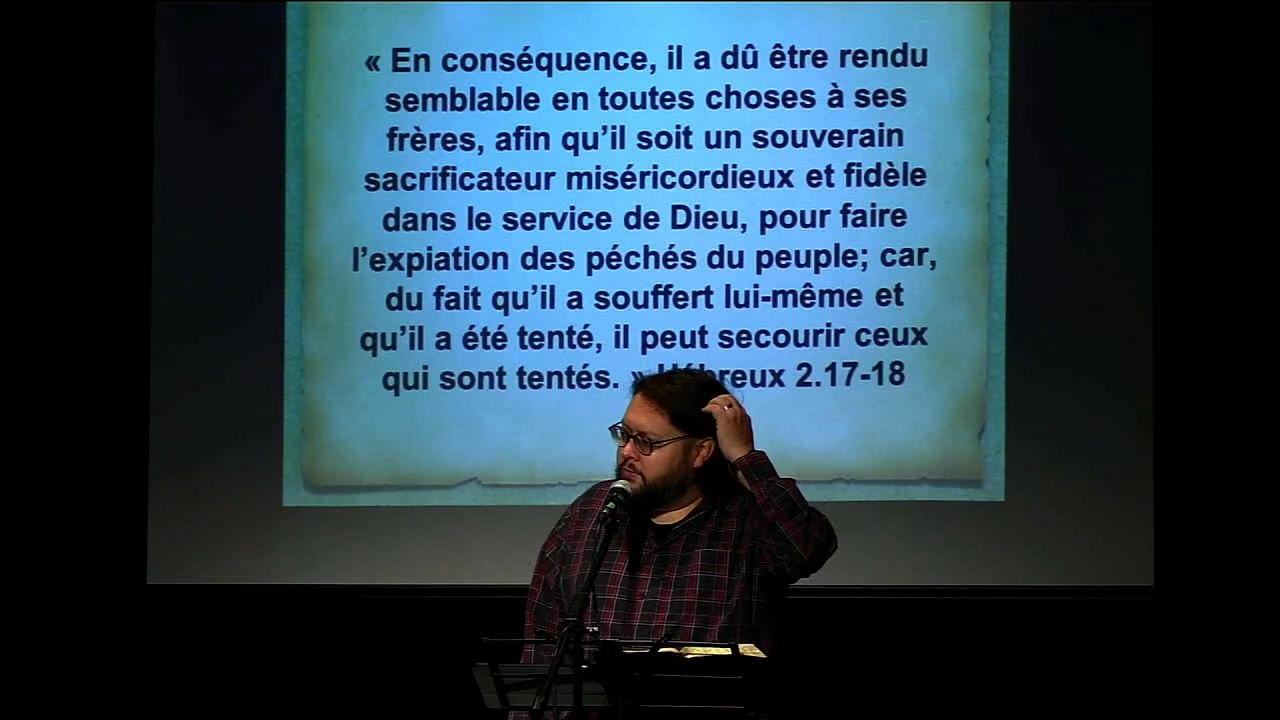 « En conséquence, il a dû être rendu
semblable en toutes choses à ses
frères, afin qu’il soit un souverain
sacrificateur miséricordieux et fidèle
dans le service de Dieu, pour faire
l’expiation des péchés du peuple; car,
du fait qu’il a souffert lui-même et
qu’il a été tenté, il peut secourir ceux
qui sont tentés. » Hébreux 2.17-18